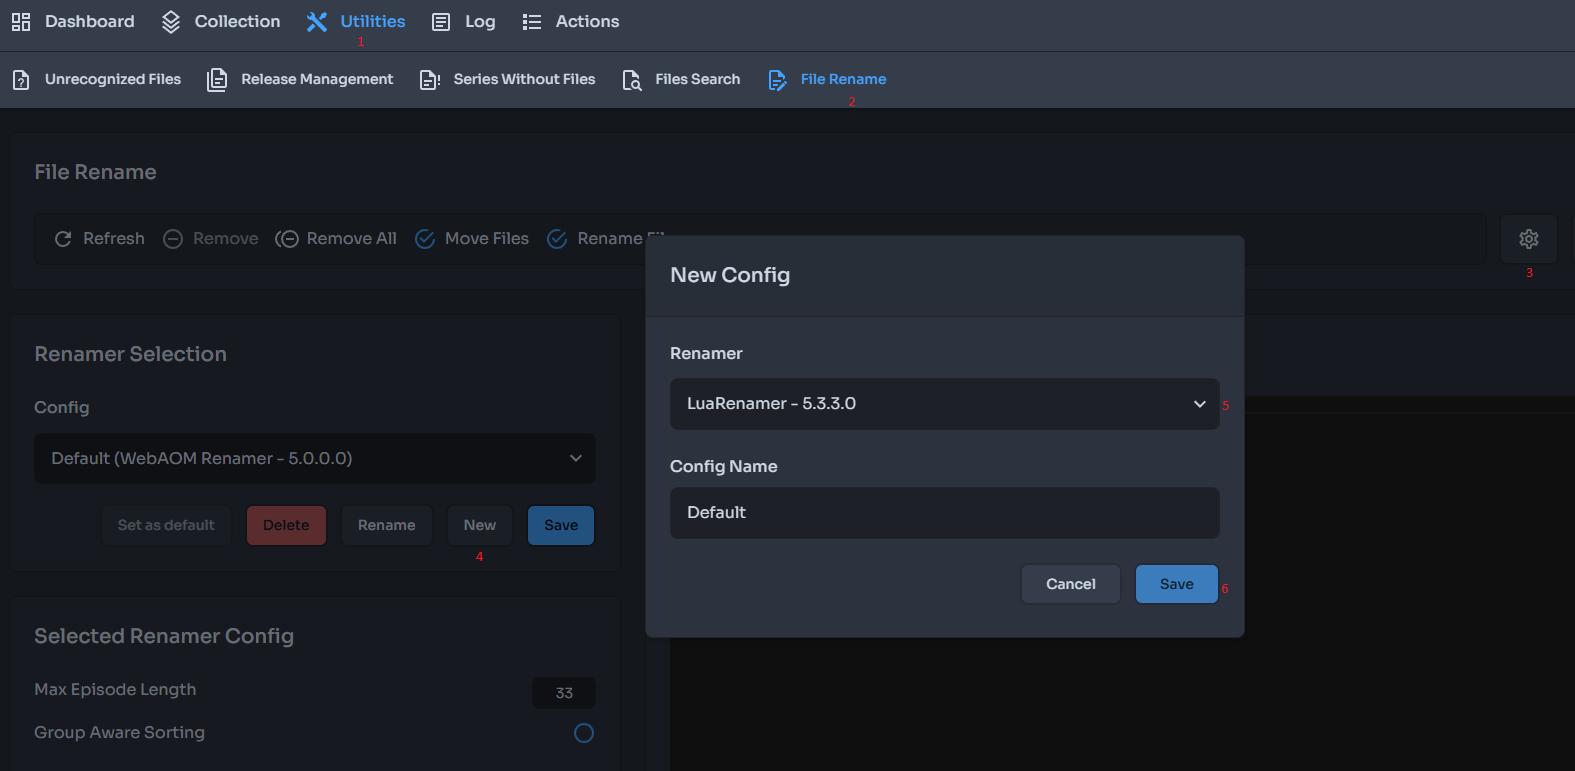 Dashboard Collection Utilities Log Actions
1
Unrecognized Files Release Management Series Without Files Files Search File Rename
2
File Rename
Refresh Remove Remove All Move Files Rename
3
New Config
Renamer Selection
Renamer
Config
LuaRenamer - 5.3.3.0
5
Default (WebAOM Renamer - 5.0.0.0)
Config Name
Default
Set as default Delete Rename New Save
4
Cancel Save
6
Selected Renamer Config
Max Episode Length 33
Group Aware Sorting